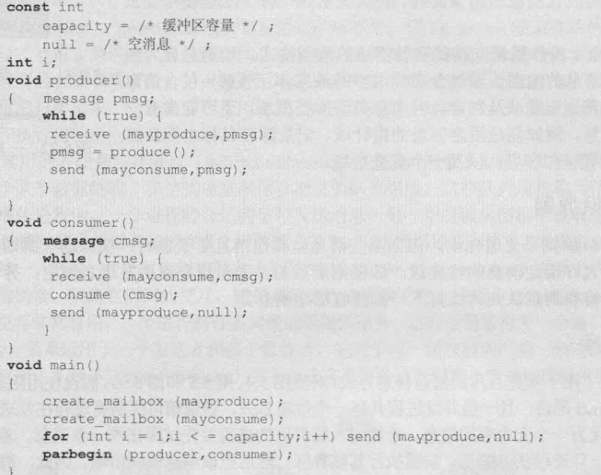 const int
capacity = /* 缓冲区容量 */ ;
null = /* 空消息 */ ;
int i;
void producer()
{ message pmsg;
while (true) {
receive (mayproduce,pmsg);
pmsg = produce();
send (mayconsume,pmsg);
}
}
void consumer()
{ message cmsg;
while (true) {
receive (mayconsume,cmsg);
consume (cmsg);
send (mayproduce,null);
}
}
void main()
{
create_mailbox (mayproduce);
create_mailbox (mayconsume);
for (int i = 1;i < = capacity;i++) send (mayproduce,null);
parbegin (producer,consumer);
}